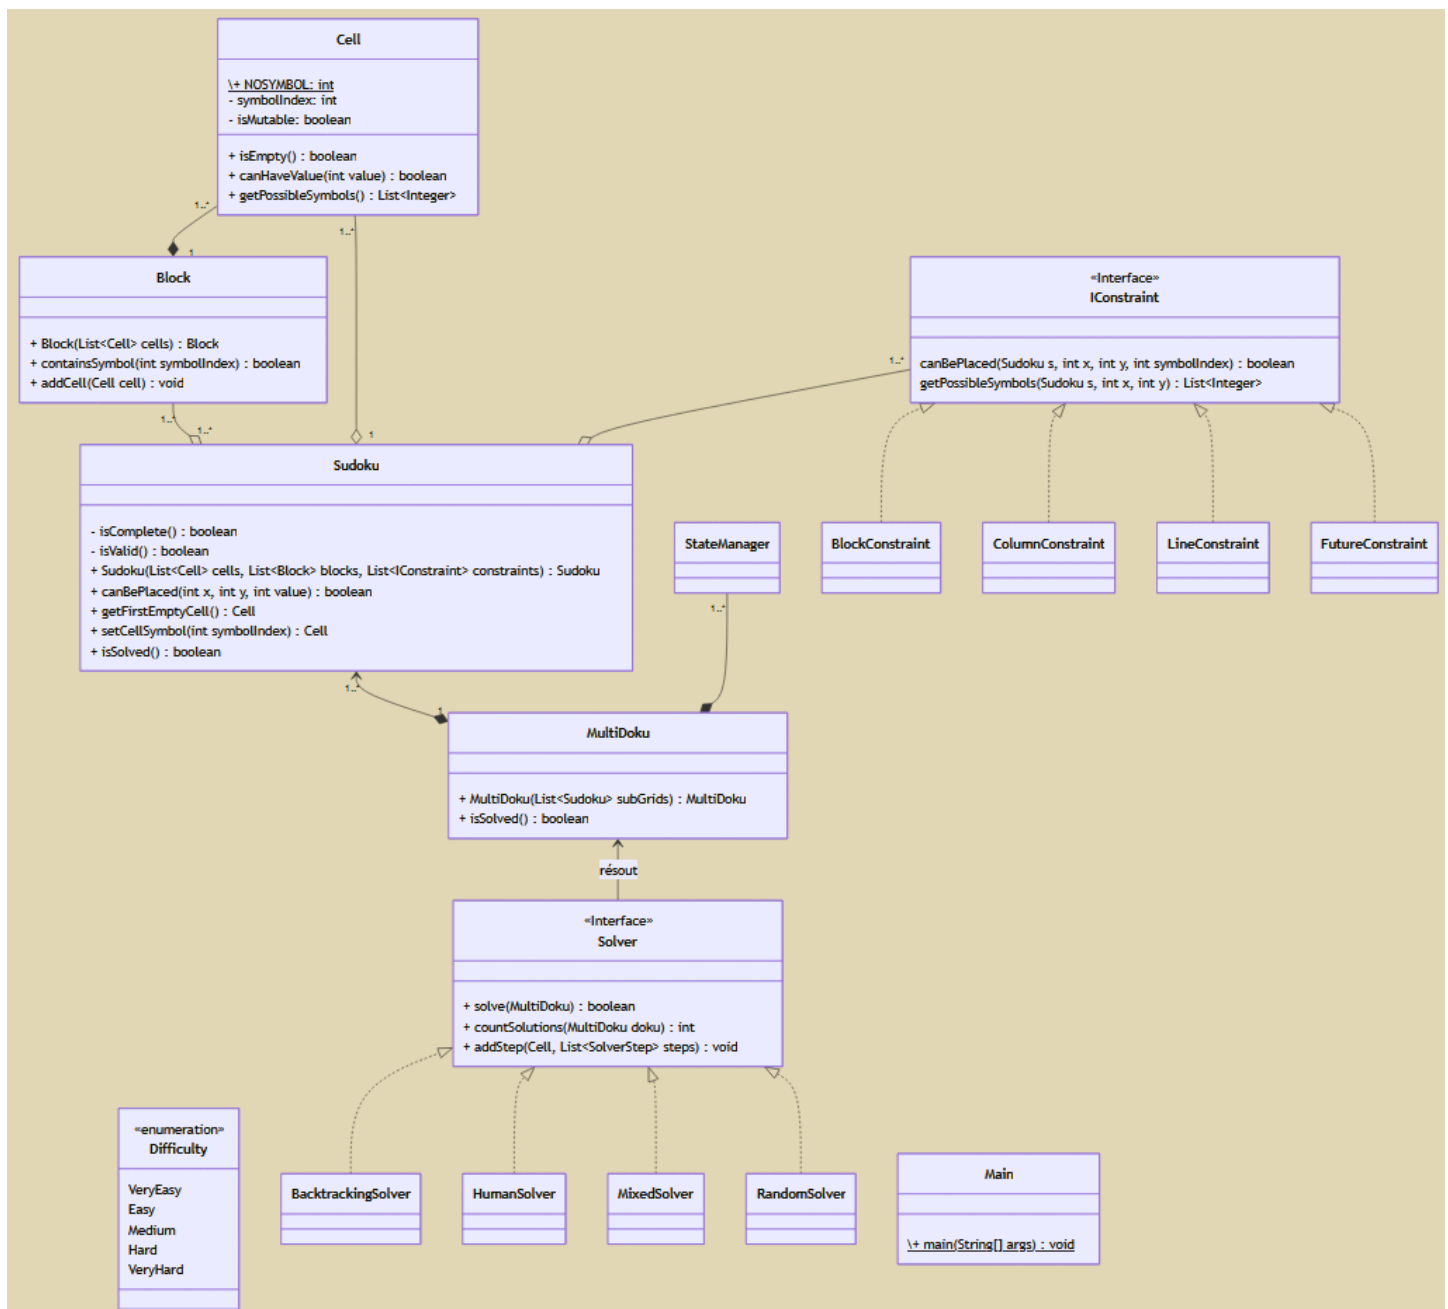 Cell
\+ NOSYMBOL: int
- symbolIndex: int
- isMutable: boolean
+ isEmpty() : boolean
+ canHaveValue(int value) : boolean
+ getPossibleSymbols() : List<Integer>
1..*
1..*
1
Block
+ Block(List<Cell> cells) : Block
+ containsSymbol(int symbolIndex) : boolean
+ addCell(Cell cell) : void
«Interface»
IConstraint
canBePlaced(Sudoku s, int x, int y, int symbolIndex) : boolean
getPossibleSymbols(Sudoku s, int x, int y) : List<Integer>
1..*
1..*
1..*
1
Sudoku
- isComplete() : boolean
- isValid() : boolean
+ Sudoku(List<Cell> cells, List<Block> blocks, List<IConstraint> constraints) : Sudoku
+ canBePlaced(int x, int y, int value) : boolean
+ getFirstEmptyCell() : Cell
+ setCellSymbol(int symbolIndex) : Cell
+ isSolved() : boolean
StateManager
BlockConstraint
ColumnConstraint
LineConstraint
FutureConstraint
1..*
1..*
1
MultiDoku
+ MultiDoku(List<Sudoku> subGrids) : MultiDoku
+ isSolved() : boolean
résout
«Interface»
Solver
+ solve(MultiDoku) : boolean
+ countSolutions(MultiDoku doku) : int
+ addStep(Cell, List<SolverStep> steps) : void
«enumeration»
Difficulty
VeryEasy
Easy
Medium
Hard
VeryHard
BacktrackingSolver
HumanSolver
MixedSolver
RandomSolver
Main
\+ main(String[] args) : void